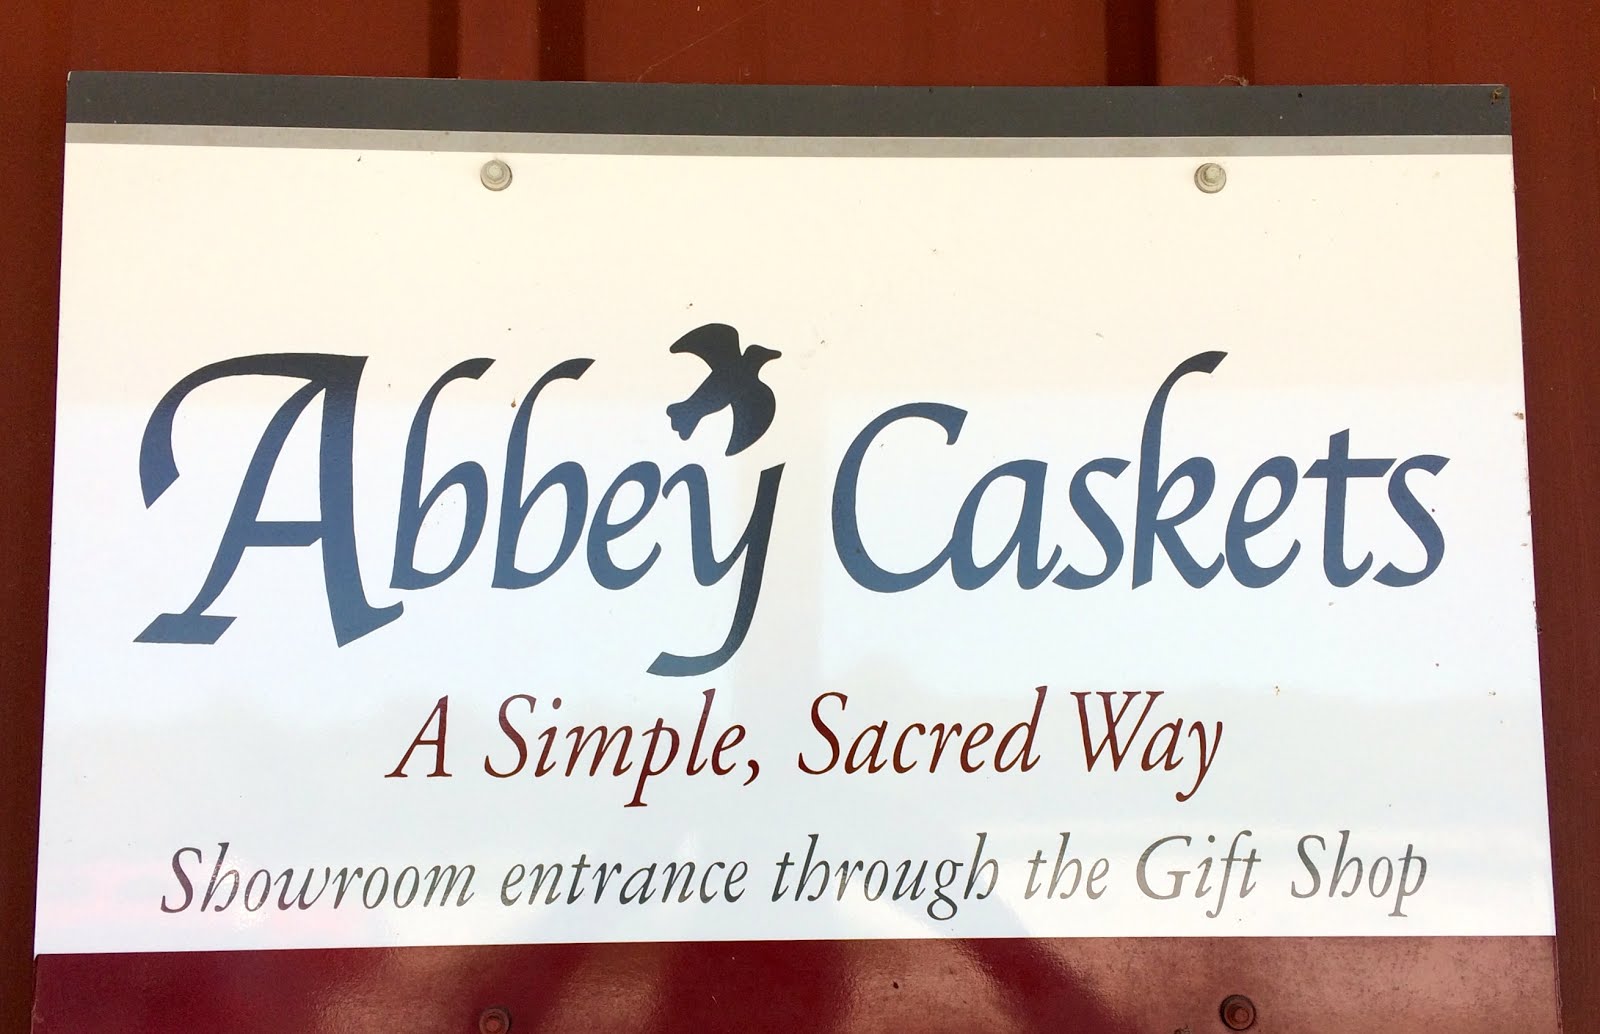 Abbey Caskets
A Simple, Sacred Way
Showroom entrance through the Gift Shop